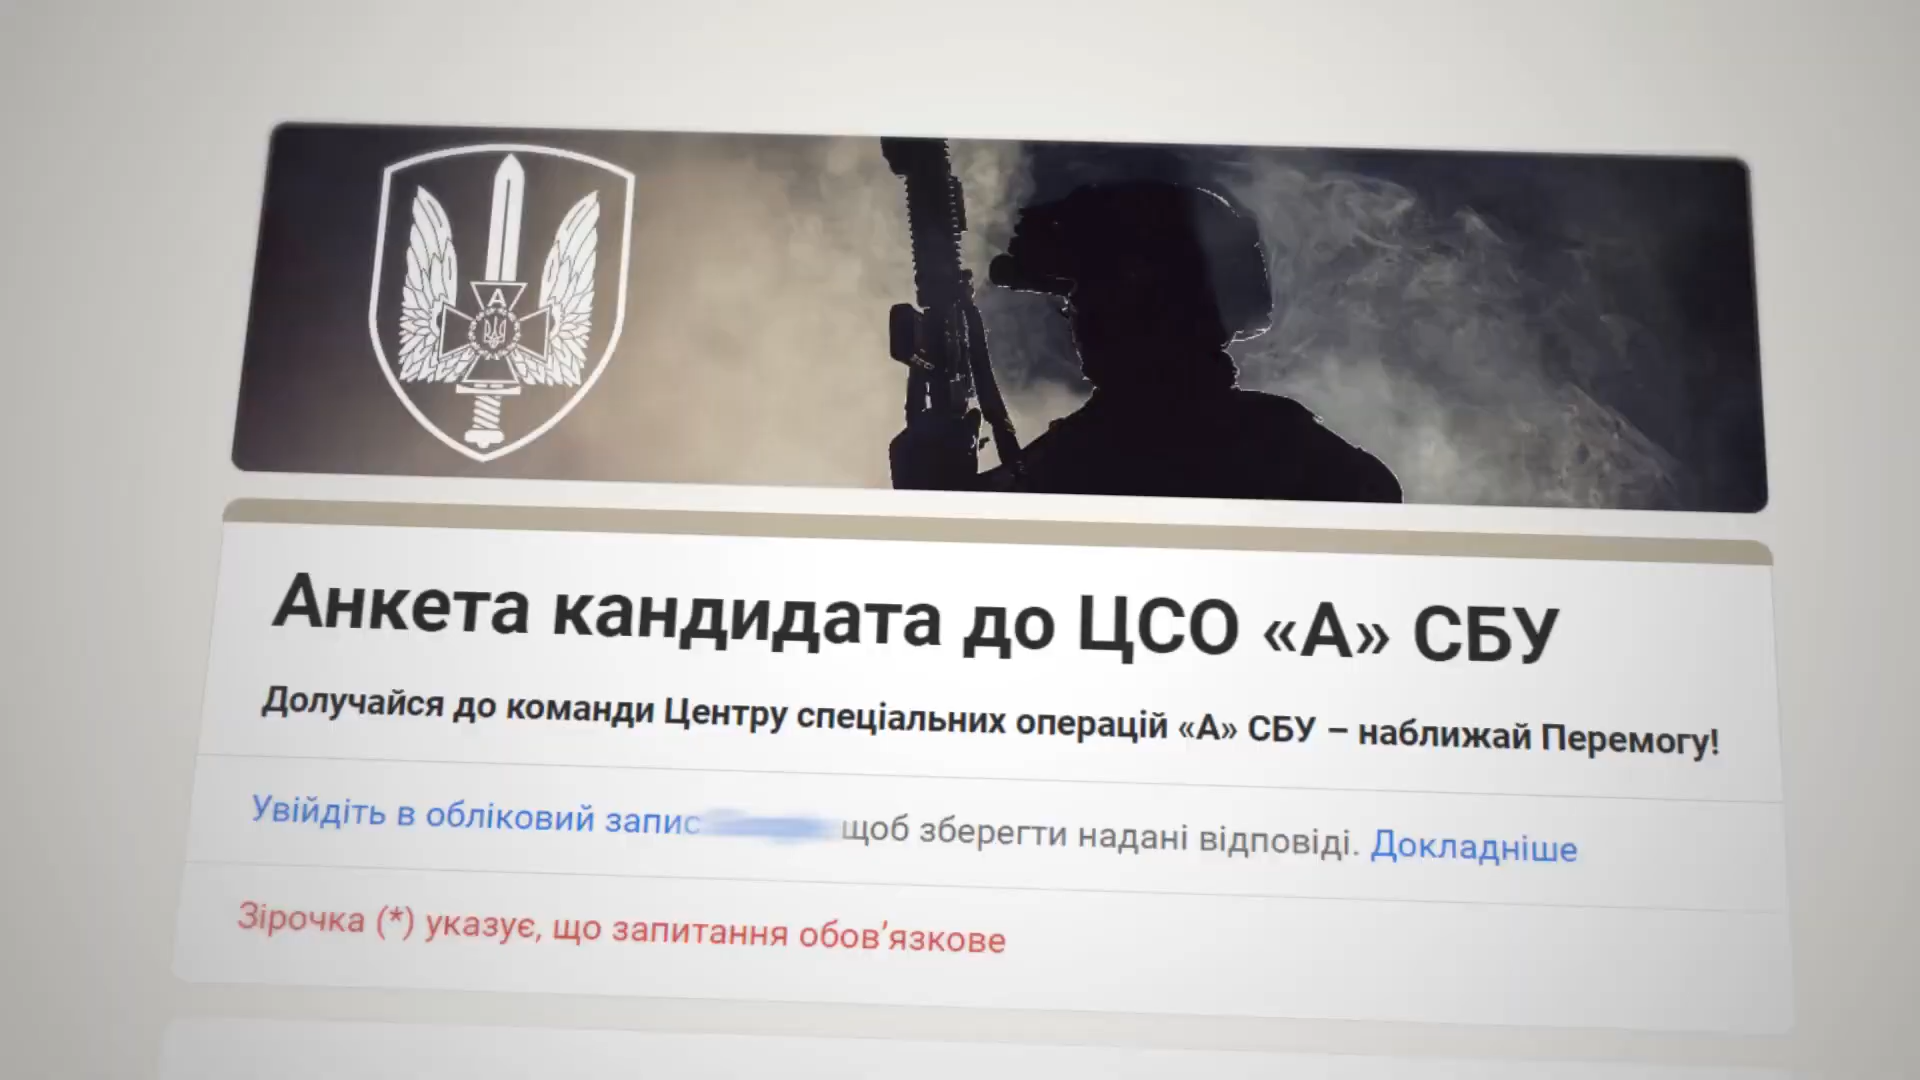 А
Анкета кандидата до ЦСО «А» СБУ
Долучайся до команди Центру спеціальних операцій «А» СБУ – наближай Перемогу!
Увійдіть в обліковий запис щоб зберегти надані відповіді. Докладніше
Зірочка (*) указує, що запитання обов’язкове